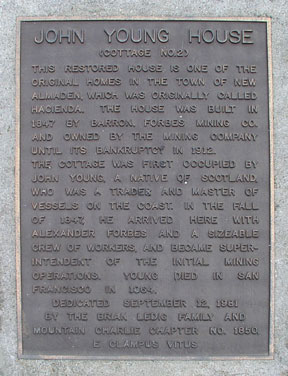 JOHN YOUNG HOUSE
(COTTAGE NO.2)
THIS RESTORED HOUSE IS ONE OF THE
ORIGINAL HOMES IN THE TOWN OF NEW
ALMADEN, WHICH WAS ORIGINALLY CALLED
HACIENDA. THE HOUSE WAS BUILT IN
1847 BY BARRON, FORBES MINING CO.
AND OWNED BY THE MINING COMPANY
UNTIL ITS BANKRUPTCY IN 1912.
THE COTTAGE WAS FIRST OCCUPIED BY
JOHN YOUNG, A NATIVE OF SCOTLAND,
WHO WAS A TRADER AND MASTER OF
VESSELS ON THE COAST. IN THE FALL
OF 1847, HE ARRIVED HERE WITH
ALEXANDER FORBES AND A SIZEABLE
CREW OF WORKERS, AND BECAME SUPER-
INTENDENT OF THE INITIAL MINING
OPERATIONS. YOUNG DIED IN SAN
FRANCISCO IN 1864.
DEDICATED SEPTEMBER 12, 1981
BY THE BRIAN LEDIG FAMILY AND
MOUNTAIN CHARLIE CHAPTER NO. 1850,
E CLAMPUS VITUS